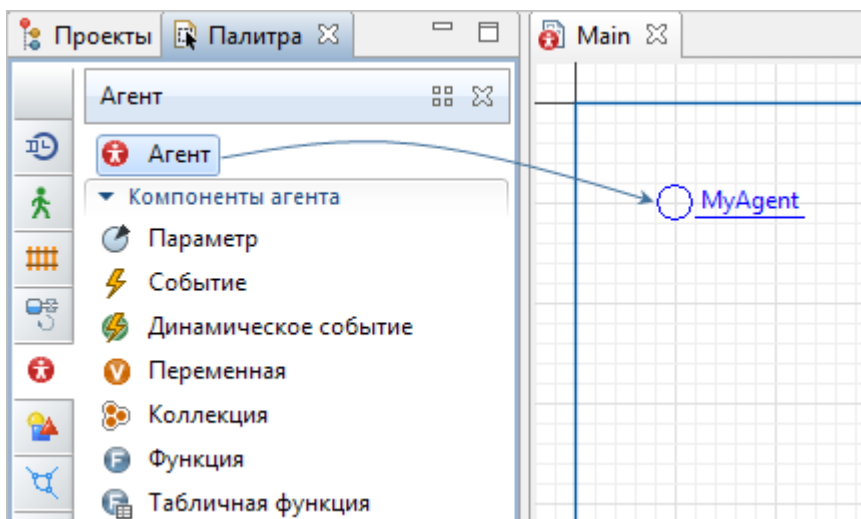 Проекты Палитра Main
Агент
Агент
MyAgent
Компоненты агента
Параметр
Событие
Динамическое событие
Переменная
Коллекция
Функция
Табличная функция